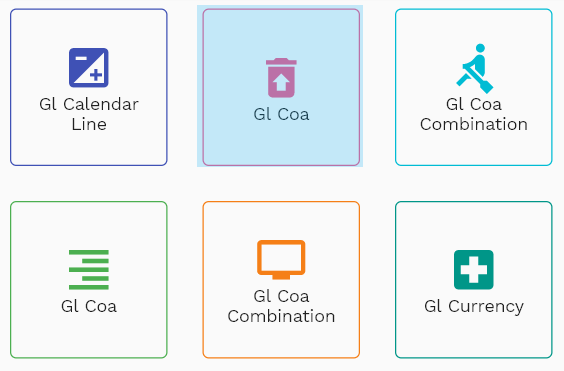 Gl Calendar
Line
Gl Coa
Gl Coa
Combination
Gl Coa
Gl Coa
Combination
Gl Currency